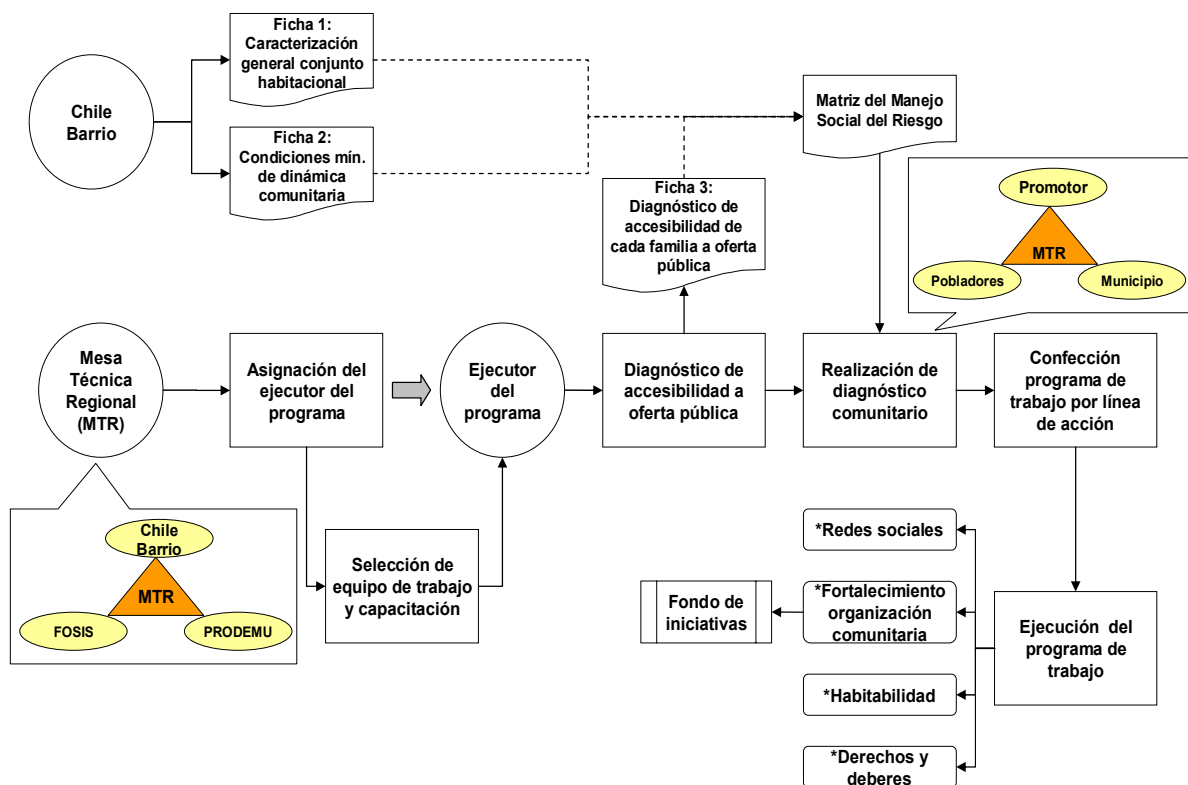 Chile
Barrio
Ficha 1:
Caracterización
general conjunto
habitacional
Ficha 2:
Condiciones mín.
de dinámica
comunitaria
Matriz del Manejo
Social del Riesgo
Ficha 3:
Diagnóstico de
accesibilidad de
cada familia a oferta
pública
Promotor
MTR
Pobladores
Municipio
Mesa
Técnica
Regional
(MTR)
Asignación del
ejecutor del
programa
Ejecutor
del
programa
Diagnóstico de
accesibilidad a
oferta pública
Realización de
diagnóstico
comunitario
Confección
programa de
trabajo por línea
de acción
Chile
Barrio
MTR
FOSIS
PRODEMU
Selección de
equipo de trabajo
y capacitación
Fondo de
iniciativas
*Redes sociales
*Fortalecimiento
organización
comunitaria
*Habitabilidad
*Derechos y
deberes
Ejecución del
programa de
trabajo